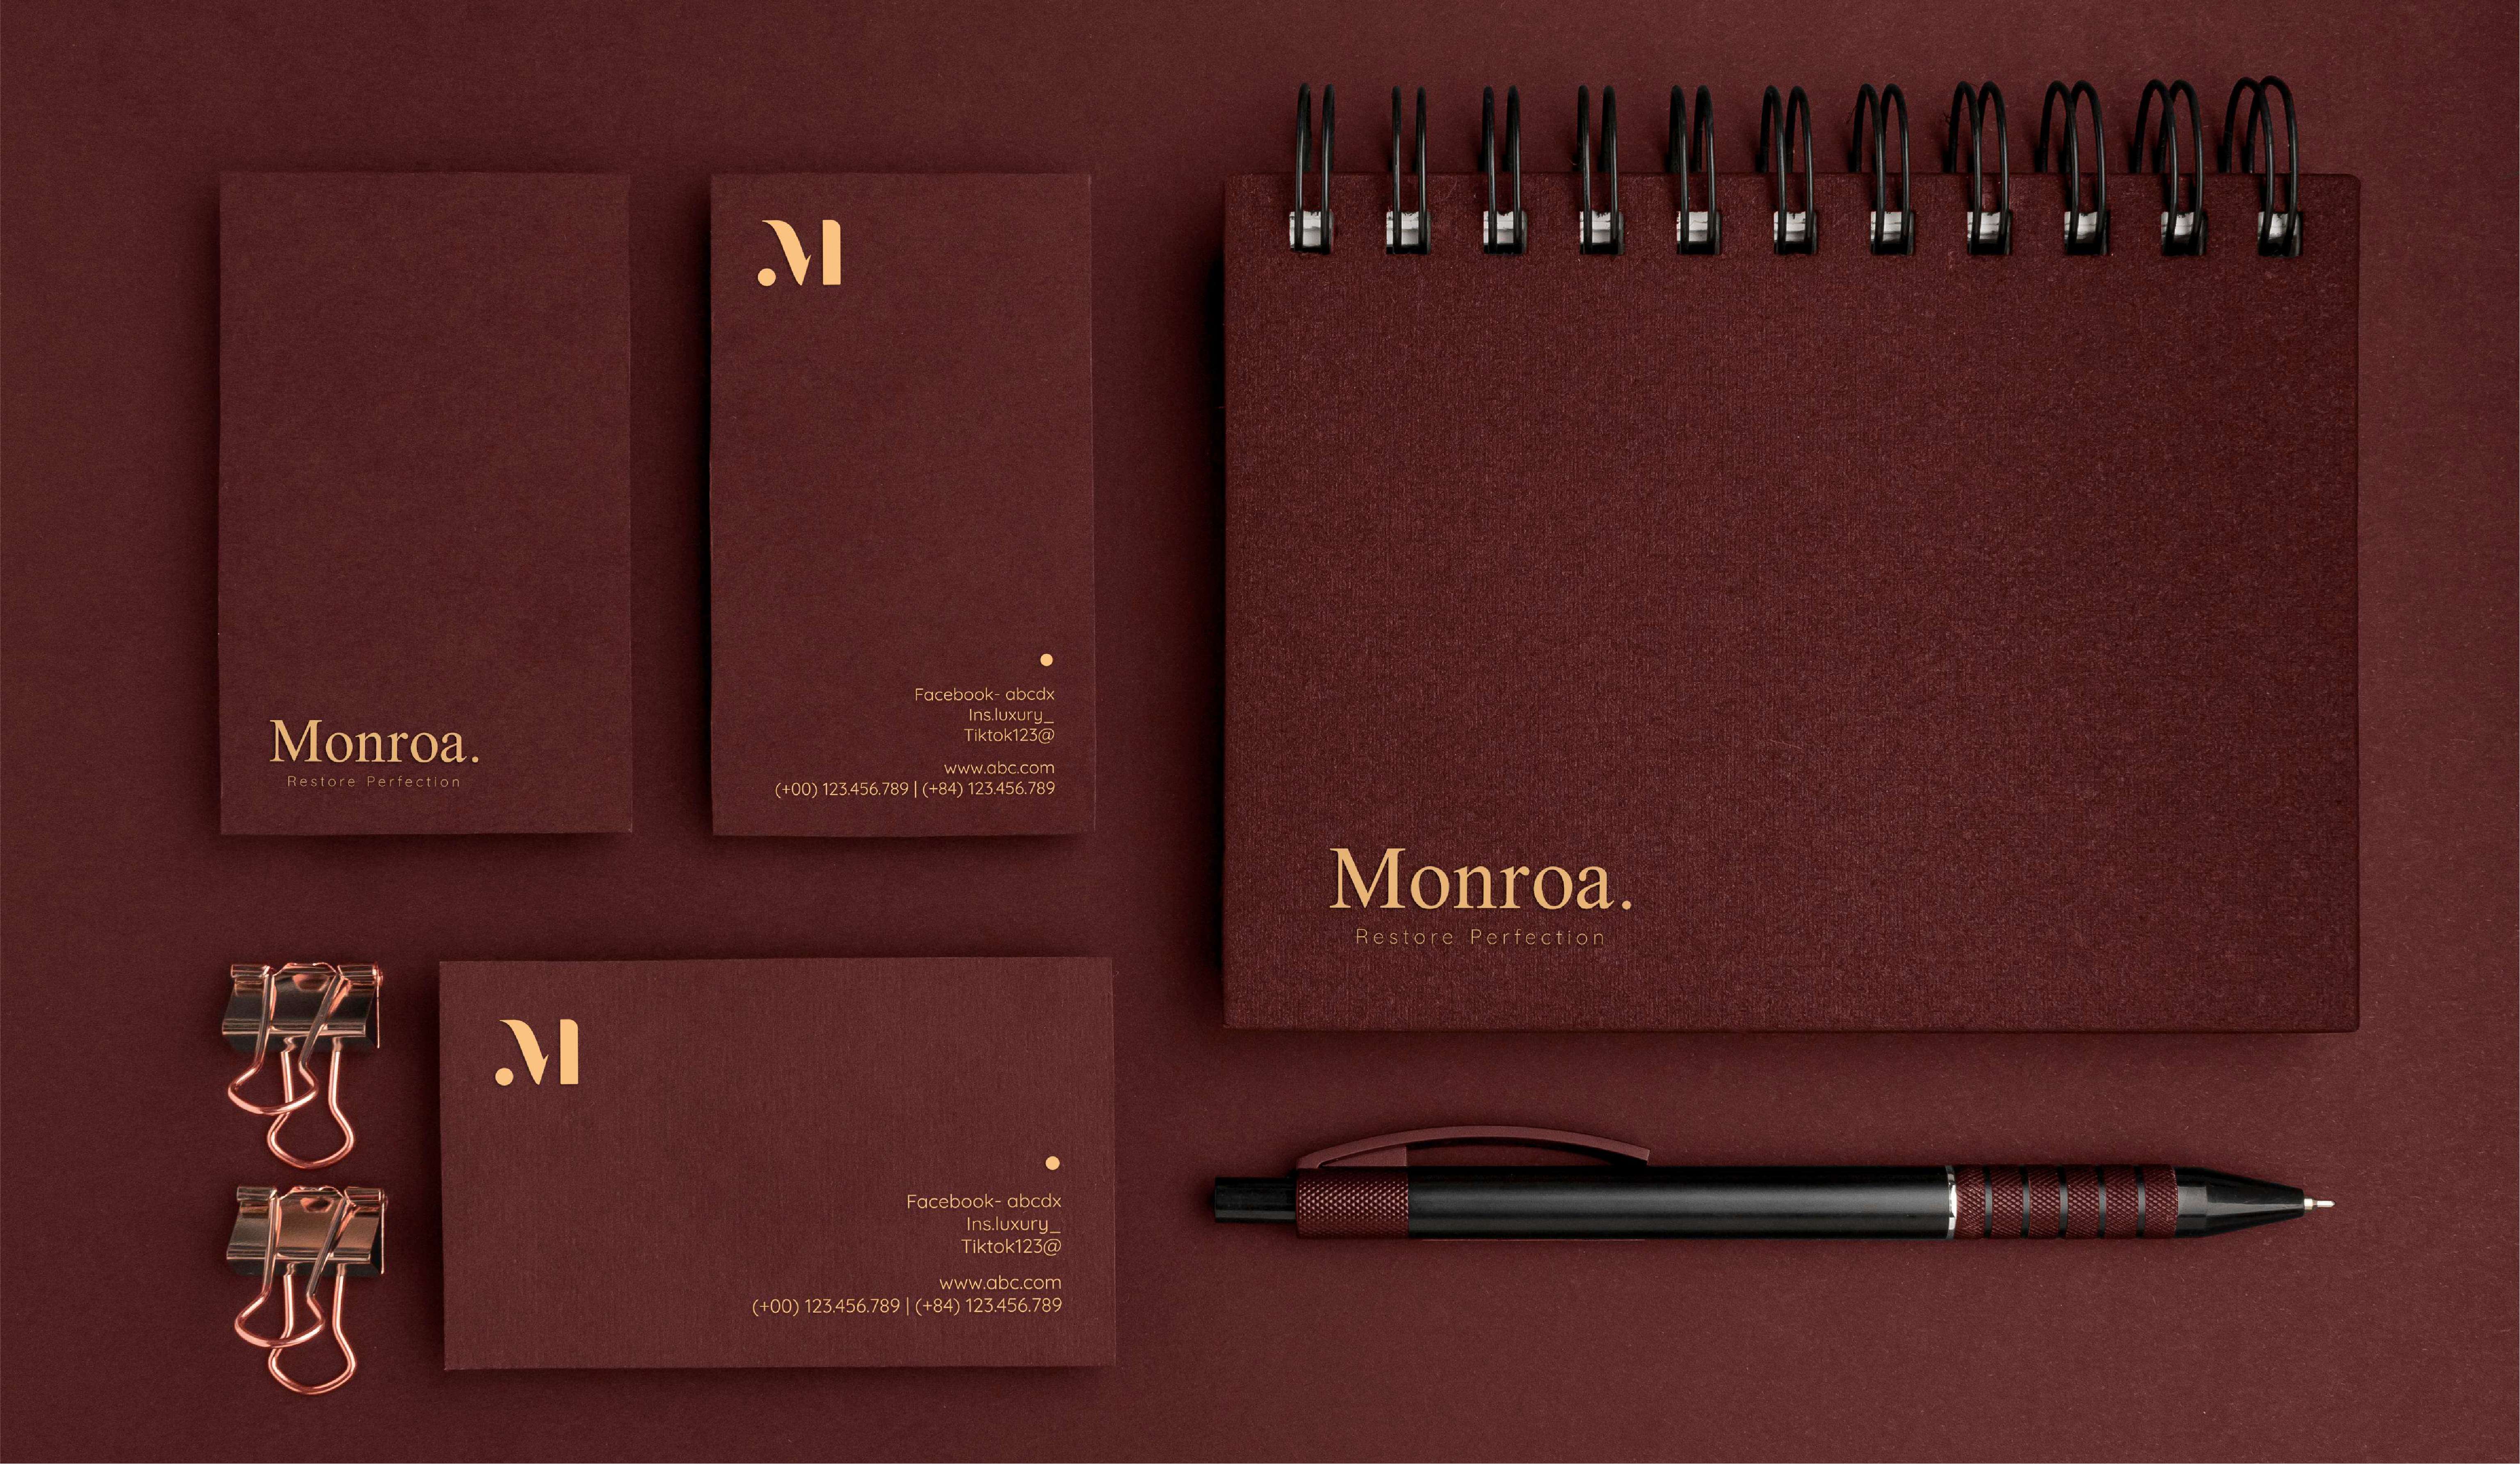 Monroa.
Restore Perfection
M
Facebook- abcdx
Ins.luxury_
Tiktok123@
www.abc.com
(+00) 123.456.789 | (+84) 123.456.789
Monroa.
Restore Perfection
M
Facebook- abcdx
Ins.luxury_
Tiktok123@
www.abc.com
(+00) 123.456.789 | (+84) 123.456.789